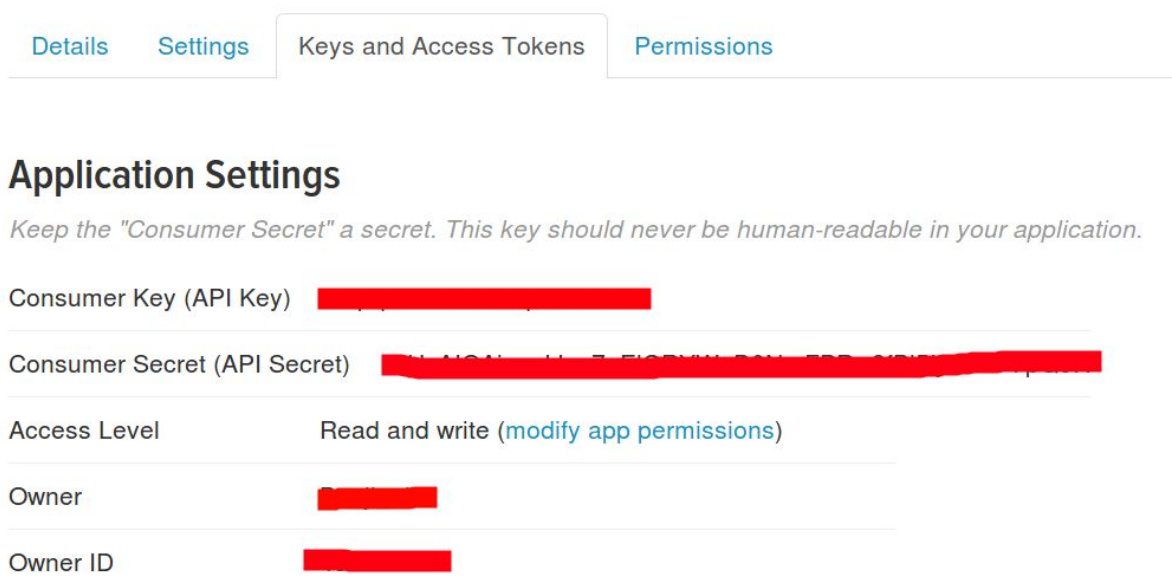 Details Settings Keys and Access Tokens Permissions
Application Settings
Keep the "Consumer Secret" a secret. This key should never be human-readable in your application.
Consumer Key (API Key)
Consumer Secret (API Secret)
Access Level Read and write (modify app permissions)
Owner
Owner ID